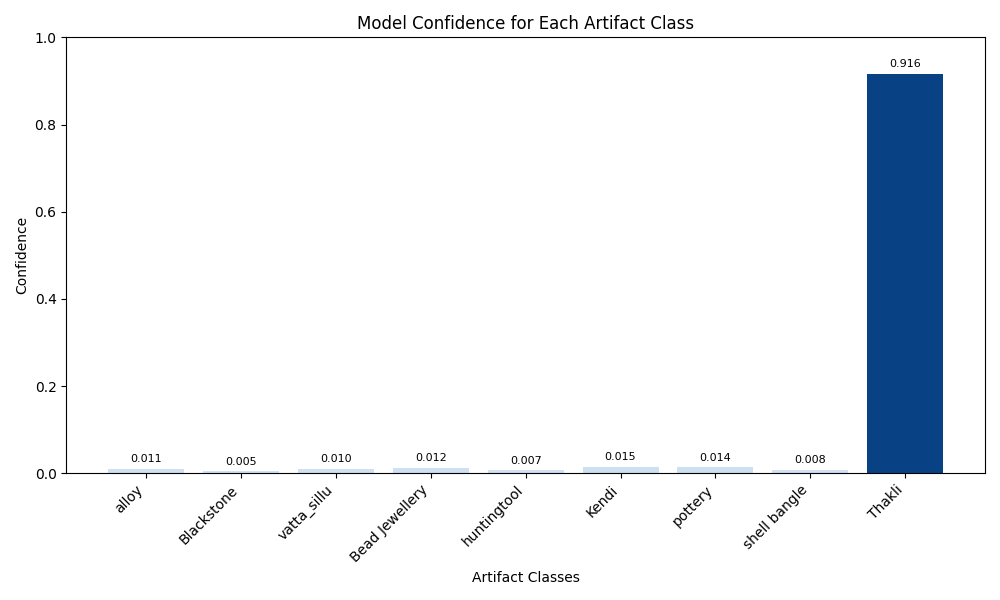 Model Confidence for Each Artifact Class
1.0
0.8
0.6
0.4
0.2
0.0
Confidence
0.011
0.005
0.010
0.012
0.007
0.015
0.014
0.008
0.916
alloy
Blackstone
vatta_sillu
Bead Jewellery
huntingtool
Kendi
pottery
shell bangle
Thakli
Artifact Classes